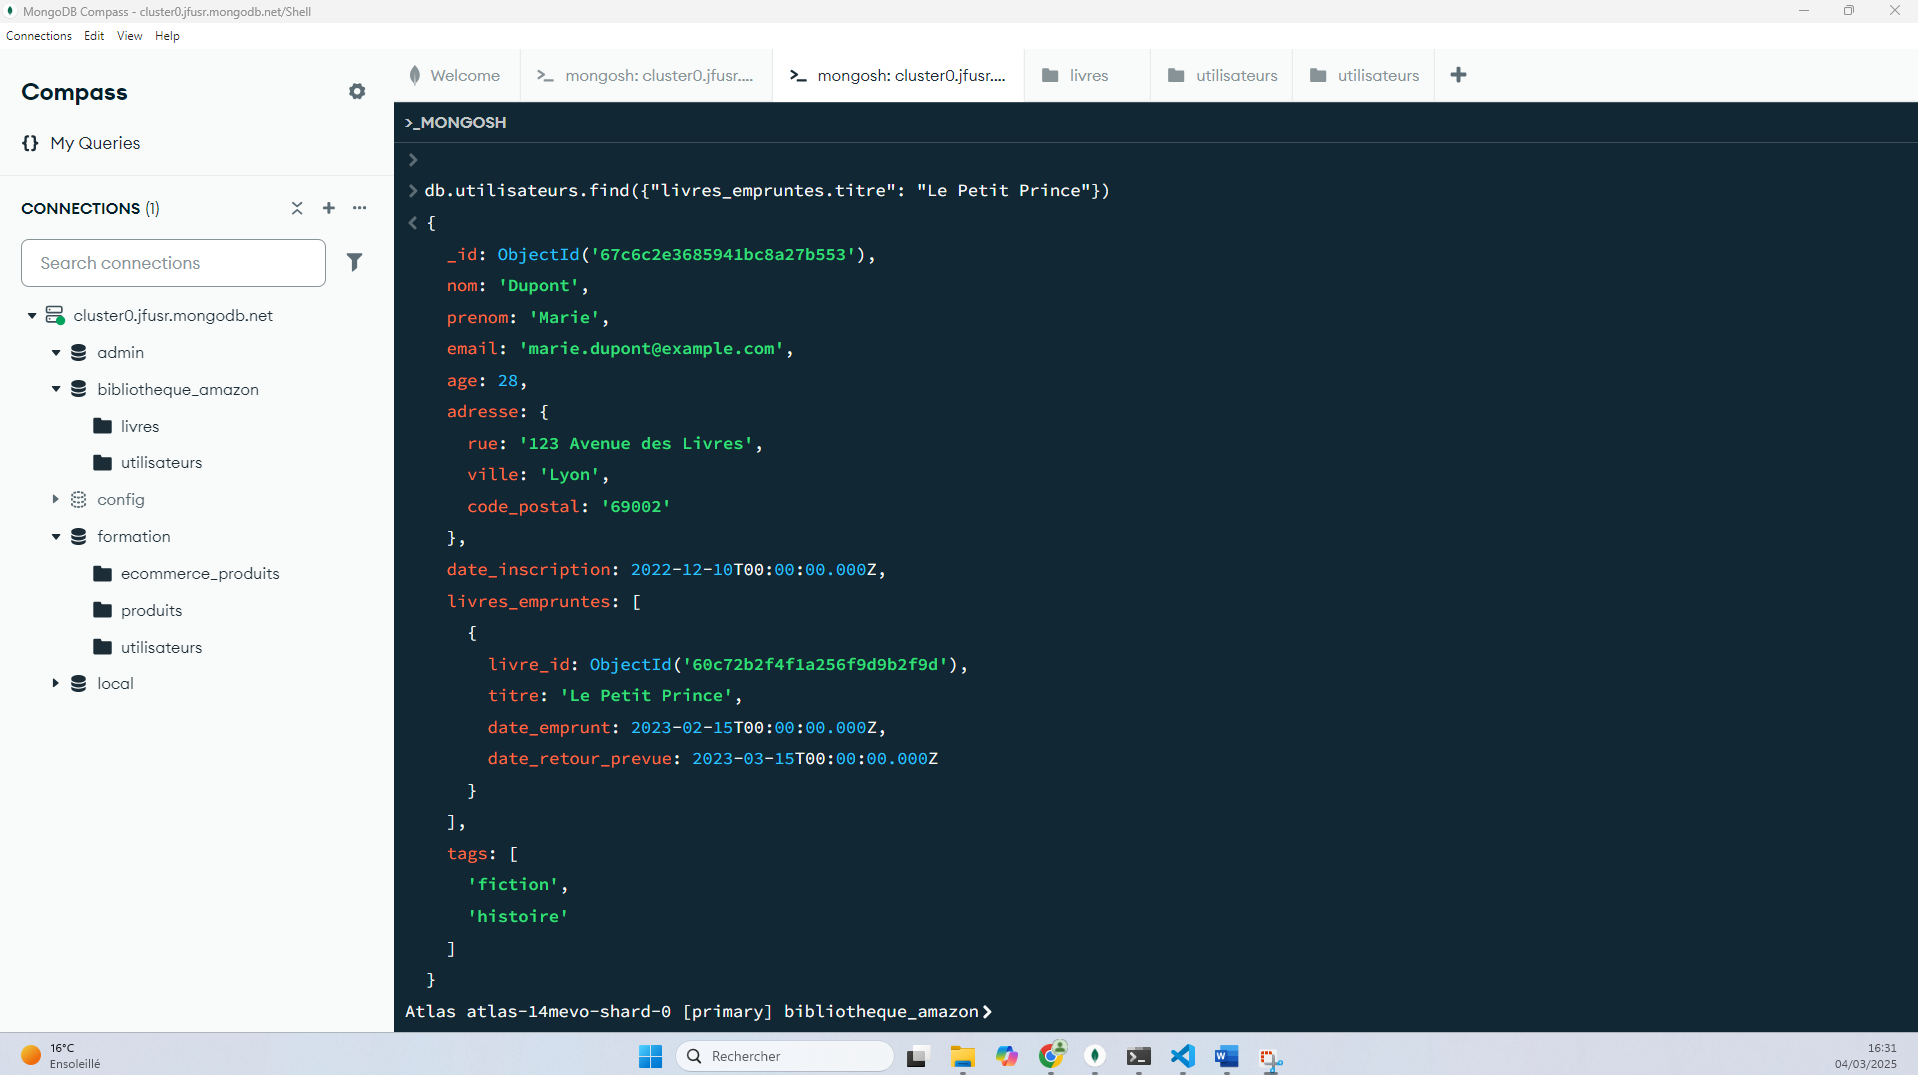 MongoDB Compass - cluster0.jfusr.mongodb.net/Shell
Connections Edit View Help
Compass
{} My Queries
CONNECTIONS (1)
Search connections
cluster0.jfusr.mongodb.net
admin
bibliotheque_amazon
livres
utilisateurs
config
formation
ecommerce_produits
produits
utilisateurs
local
Welcome
mongosh: cluster0.jfusr....
mongosh: cluster0.jfusr....
livres
utilisateurs
utilisateurs
>_MONGOSH
>
> db.utilisateurs.find({"livres_empruntes.titre": "Le Petit Prince"})
< {
_id: ObjectId('67c6c2e3685941bc8a27b553'),
nom: 'Dupont',
prenom: 'Marie',
email: 'marie.dupont@example.com',
age: 28,
adresse: {
rue: '123 Avenue des Livres',
ville: 'Lyon',
code_postal: '69002'
},
date_inscription: 2022-12-10T00:00:00.000Z,
livres_empruntes: [
{
livre_id: ObjectId('60c72b2f4f1a256f9d9b2f9d'),
titre: 'Le Petit Prince',
date_emprunt: 2023-02-15T00:00:00.000Z,
date_retour_prevue: 2023-03-15T00:00:00.000Z
}
],
tags: [
'fiction',
'histoire'
]
}
Atlas atlas-14mevo-shard-0 [primary] bibliotheque_amazon>
16°C
Ensoleillé
Rechercher
16:31
04/03/2025